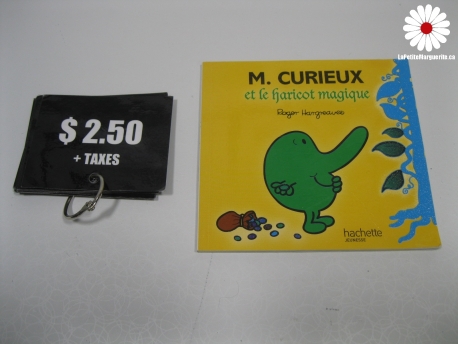 $ 2.50
+ TAXES
M. CURIEUX
et le haricot magique
Roger Hargreaves
hachette
JEUNESSE
LaPetiteMarguerite.ca